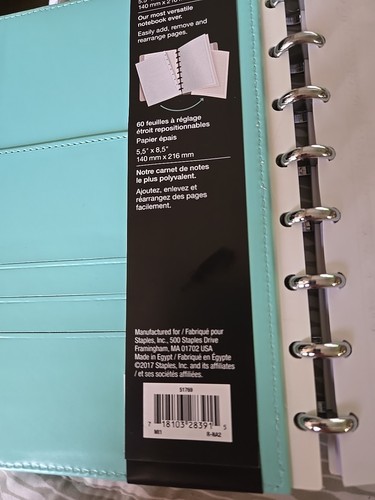 140 mm x 216 m
Our most versatile
notebook ever.
Easily add, remove and
rearrange pages.
60 feuilles à réglage
étroit repositionnables
Papier épais
5,5" x 8,5"
140 mm x 216 mm
Notre carnet de notes
le plus polyvalent.
Ajoutez, enlevez et
réarrangez des pages
facilement.
Manufactured for / Fabriqué pour
Staples, Inc., 500 Staples Drive
Framingham, MA 01702 USA
Made in Egypt / Fabriqué en Égypte
©2017 Staples, Inc. and its affiliates
/ et ses sociétés affiliées.
51769
7 18103 28391 5